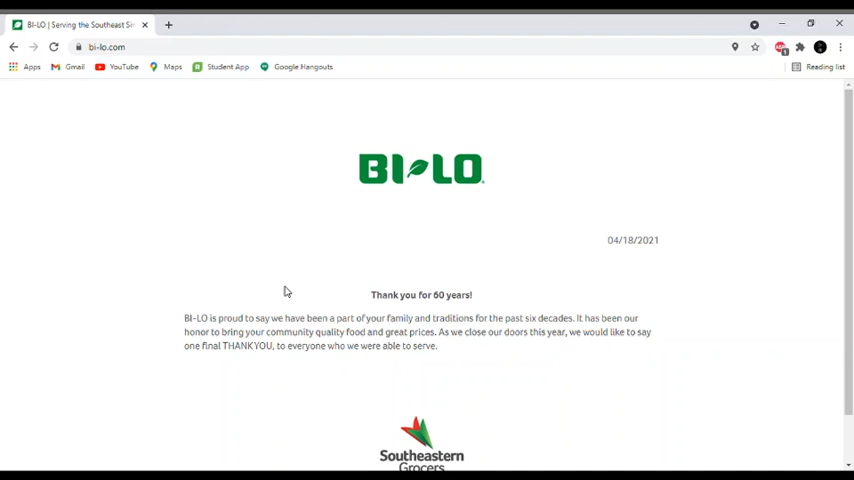 BI-LO | Serving the Southeast Sin
bi-lo.com
Apps Gmail YouTube Maps Student App Google Hangouts Reading list
BI-LO
04/18/2021
Thank you for 60 years!
BI-LO is proud to say we have been a part of your family and traditions for the past six decades. It has been our
honor to bring your community quality food and great prices. As we close our doors this year, we would like to say
one final THANK YOU, to everyone who we were able to serve.
Southeastern
Grocers